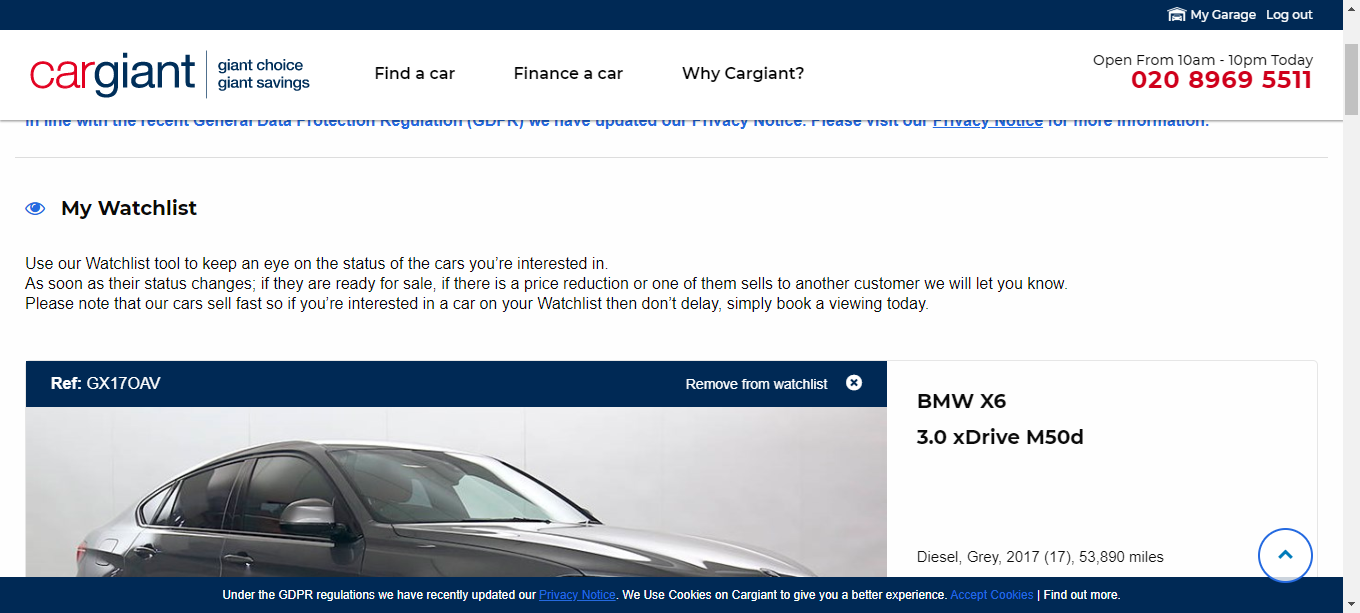 My Garage Log out
cargiant giant choice
giant savings
Find a car Finance a car Why Cargiant?
Open From 10am - 10pm Today
020 8969 5511
In line with the recent General Data Protection Regulation (GDPR) we have updated our Privacy Notice. Please visit our Privacy Notice for more information.
My Watchlist
Use our Watchlist tool to keep an eye on the status of the cars you're interested in.
As soon as their status changes; if they are ready for sale, if there is a price reduction or one of them sells to another customer we will let you know.
Please note that our cars sell fast so if you're interested in a car on your Watchlist then don't delay, simply book a viewing today.
Ref: GX17OAV Remove from watchlist
BMW X6
3.0 xDrive M50d
Diesel, Grey, 2017 (17), 53,890 miles
Under the GDPR regulations we have recently updated our Privacy Notice. We Use Cookies on Cargiant to give you a better experience. Accept Cookies | Find out more.